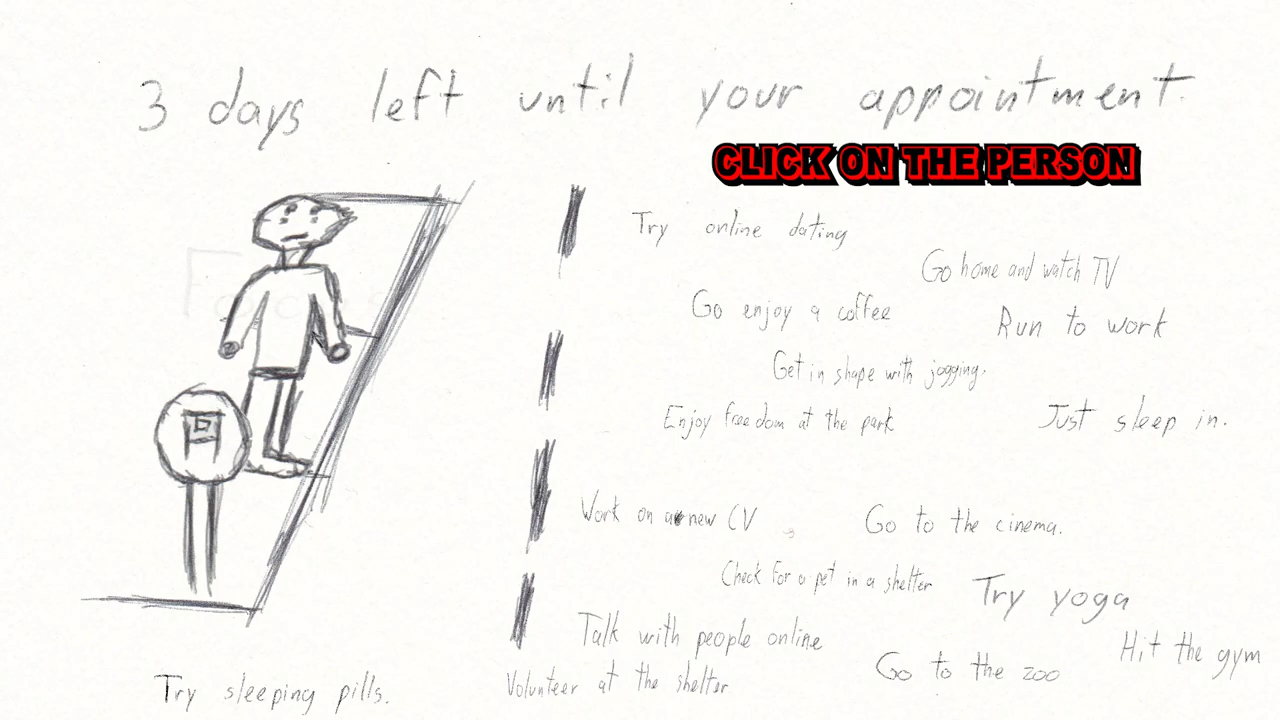 3 days left until your appointment.
CLICK ON THE PERSON
Try online dating
Go home and watch TV
Go enjoy a coffee
Run to work
Get in shape with jogging.
Enjoy freedom at the park
Just sleep in.
Work on a new CV
Go to the cinema.
Check for a pet in a shelter
Try yoga
Talk with people online
Hit the gym
Go to the zoo
Try sleeping pills.
Volunteer at the shelter